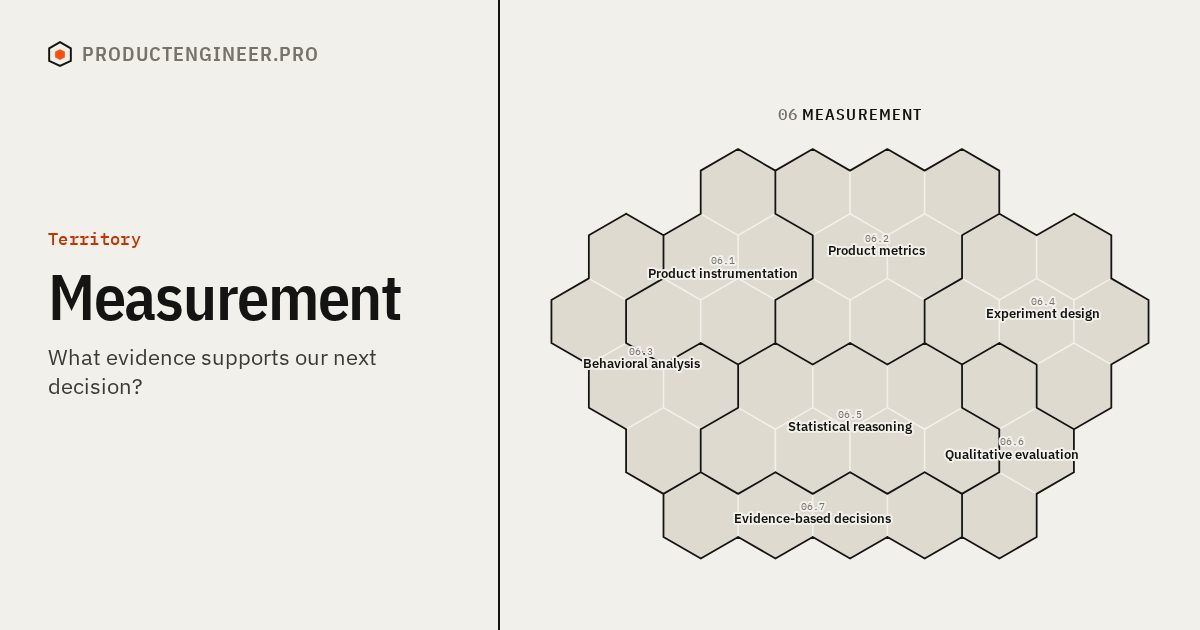 PRODUCTENGINEER.PRO
Territory
Measurement
What evidence supports our next
decision?
06 MEASUREMENT
06.1
Product instrumentation
06.2
Product metrics
06.3
Behavioral analysis
06.4
Experiment design
06.5
Statistical reasoning
06.6
Qualitative evaluation
06.7
Evidence-based decisions